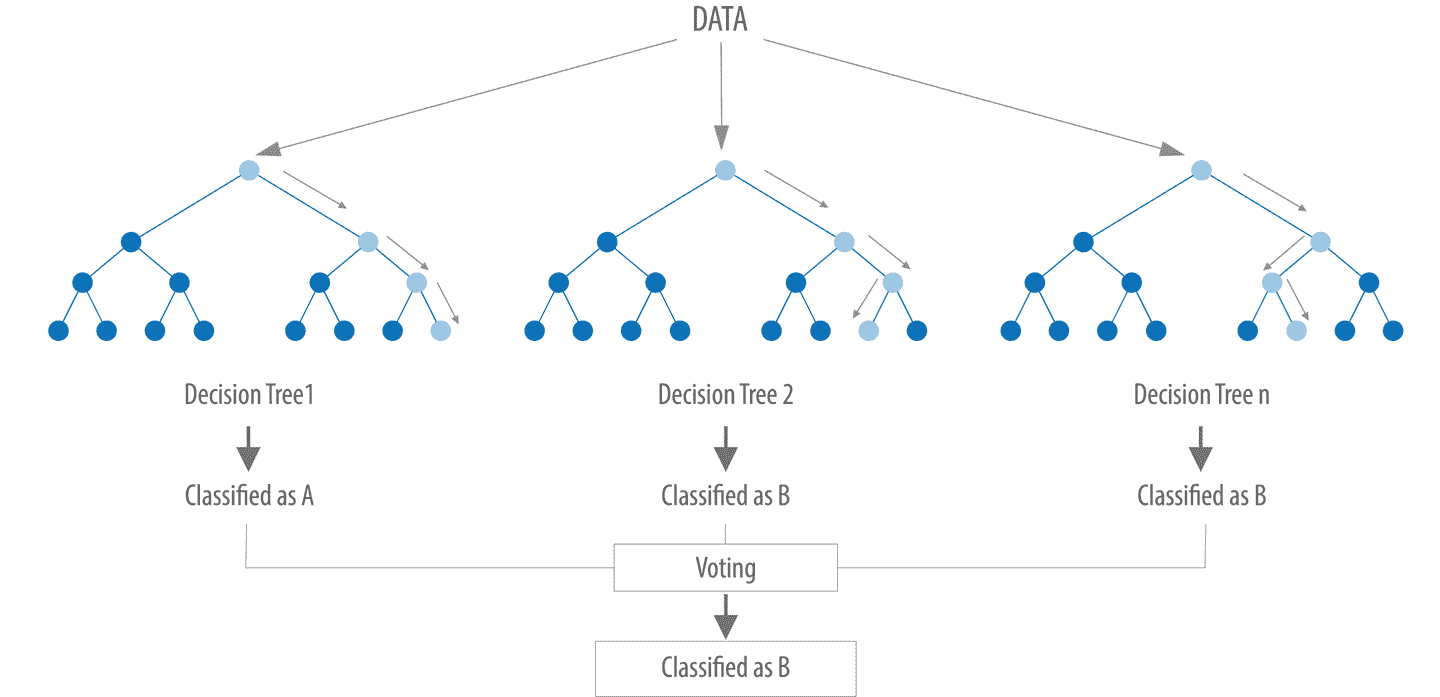 DATA
Decision Tree1
Decision Tree 2
Decision Tree n
Classified as A
Classified as B
Classified as B
Voting
Classified as B